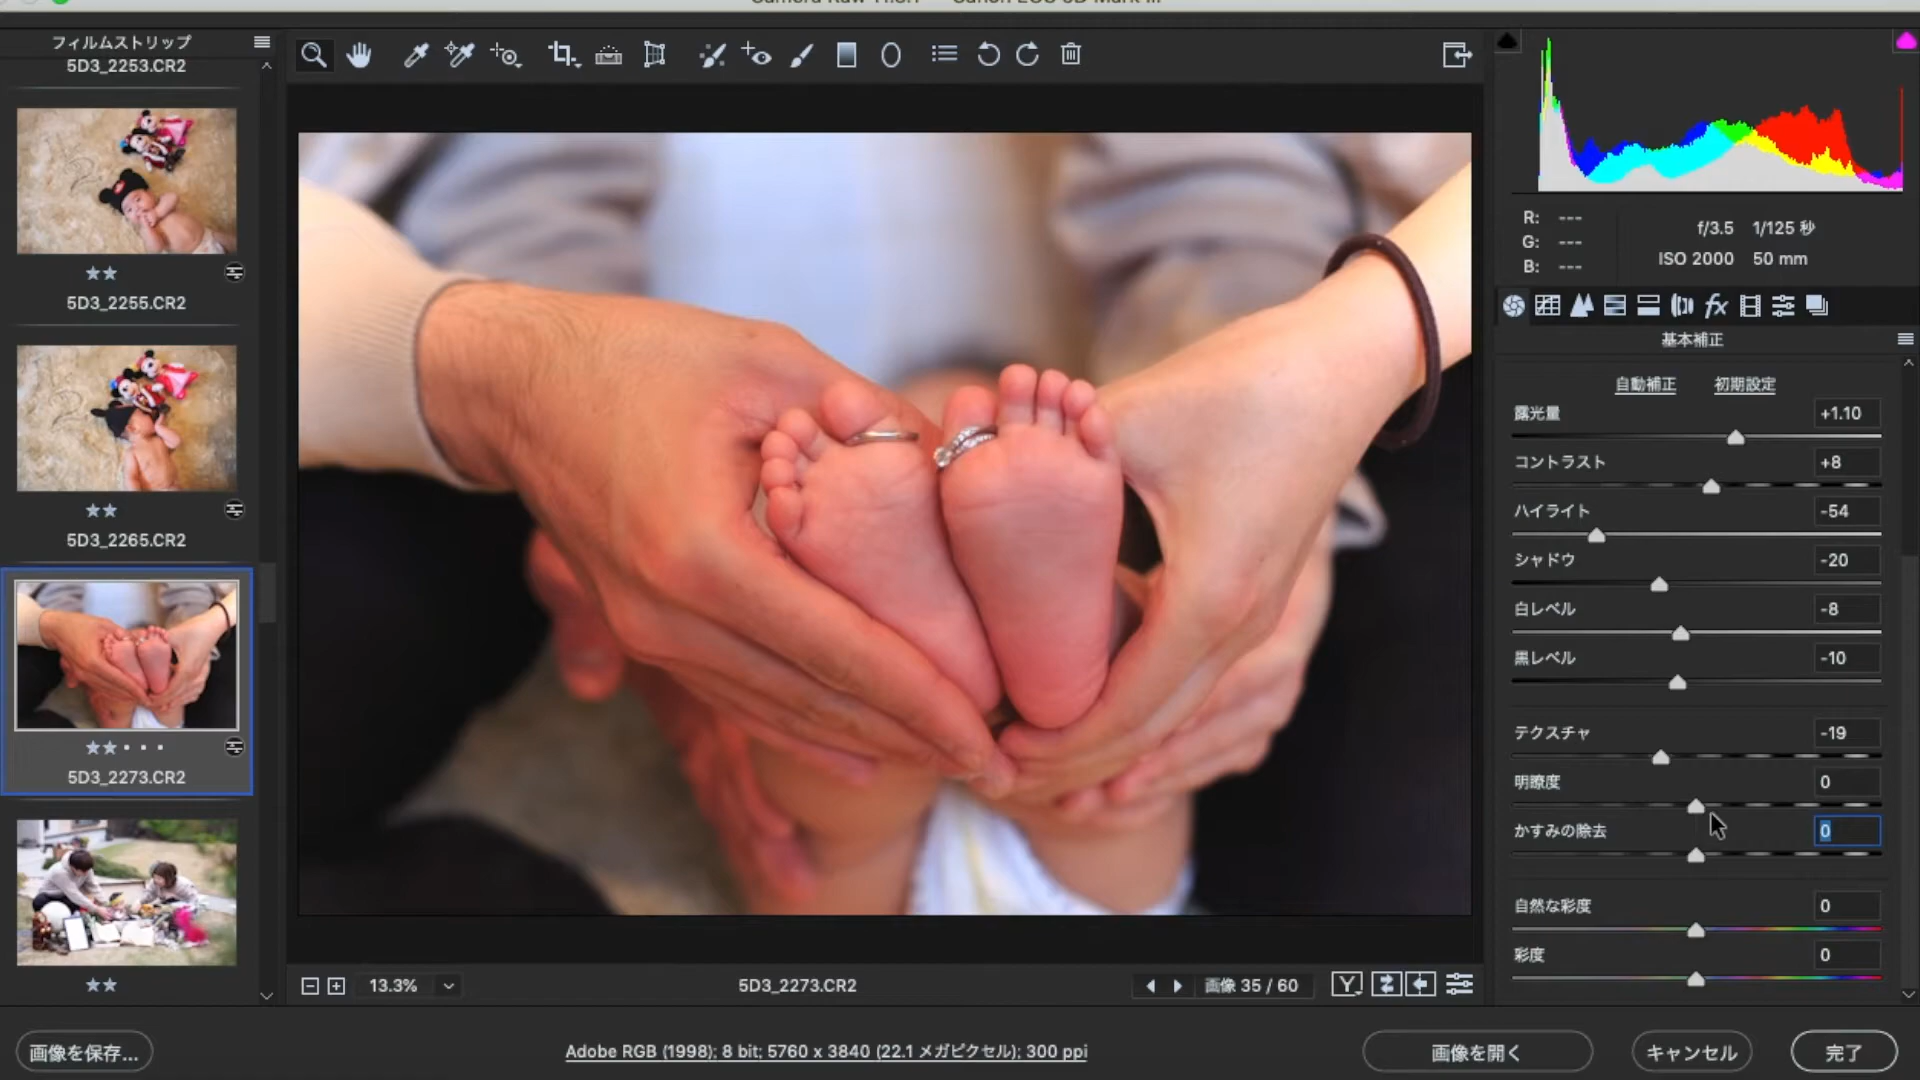 フィルムストリップ
5D3_2253.CR2
5D3_2255.CR2
5D3_2265.CR2
5D3_2273.CR2
13.3%
5D3_2273.CR2
画像 35 / 60
R: ---
G: ---
B: ---
f/3.5 1/125 秒
ISO 2000 50 mm
fx
基本補正
自動補正 初期設定
露光量 +1.10
コントラスト +8
ハイライト -54
シャドウ -20
白レベル -8
黒レベル -10
テクスチャ -19
明瞭度 0
かすみの除去 0
自然な彩度 0
彩度 0
画像を保存...
Adobe RGB (1998); 8 bit; 5760 x 3840 (22.1 メガピクセル); 300 ppi
画像を開く
キャンセル
完了